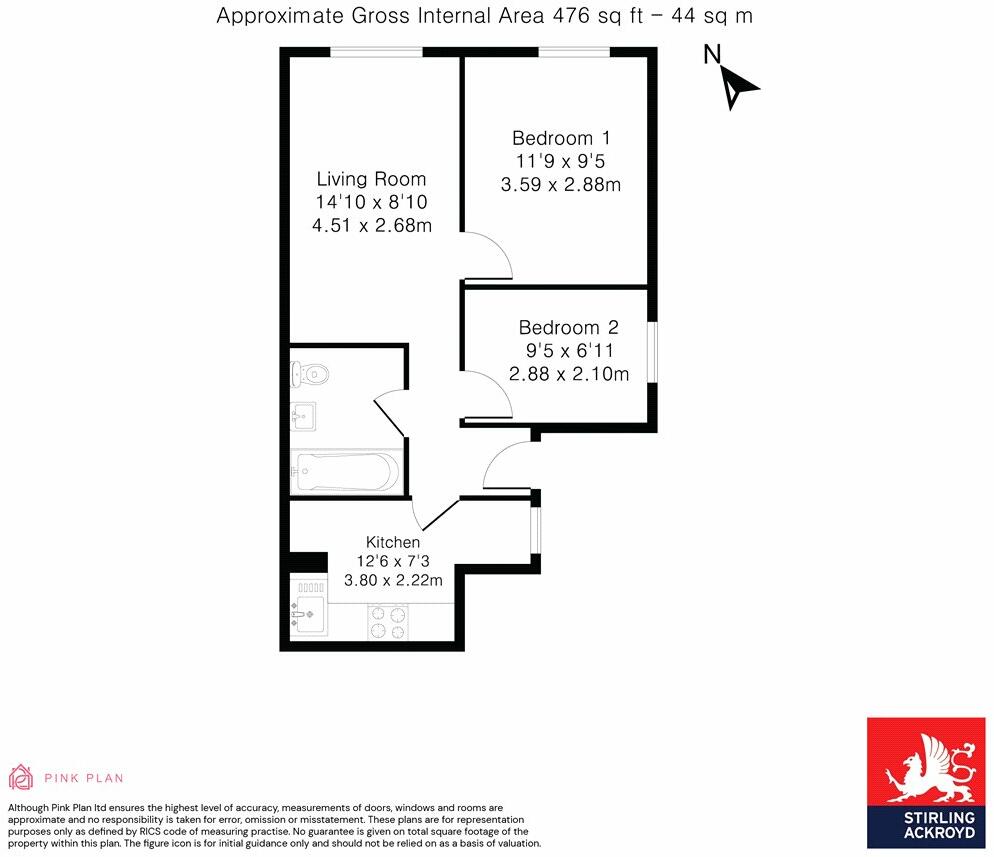 Approximate Gross Internal Area 476 sq ft – 44 sq m
N
Bedroom 1
11'9 x 9'5
3.59 x 2.88m
Living Room
14'10 x 8'10
4.51 x 2.68m
Bedroom 2
9'5 x 6'11
2.88 x 2.10m
Kitchen
12'6 x 7'3
3.80 x 2.22m
PINK PLAN
Although Pink Plan ltd ensures the highest level of accuracy, measurements of doors, windows and rooms are
approximate and no responsibility is taken for error, omission or misstatement. These plans are for representation
purposes only as defined by RICS code of measuring practise. No guarantee is given on total square footage of the
property within this plan. The figure icon is for initial guidance only and should not be relied on as a basis of valuation.
STIRLING
ACKROYD